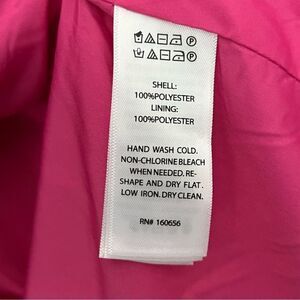 SHELL:
100%POLYESTER
LINING:
100%POLYESTER
HAND WASH COLD.
NON-CHLORINE BLEACH
WHEN NEEDED. RE-
SHAPE AND DRY FLAT.
LOW IRON. DRY CLEAN.
RN# 160656